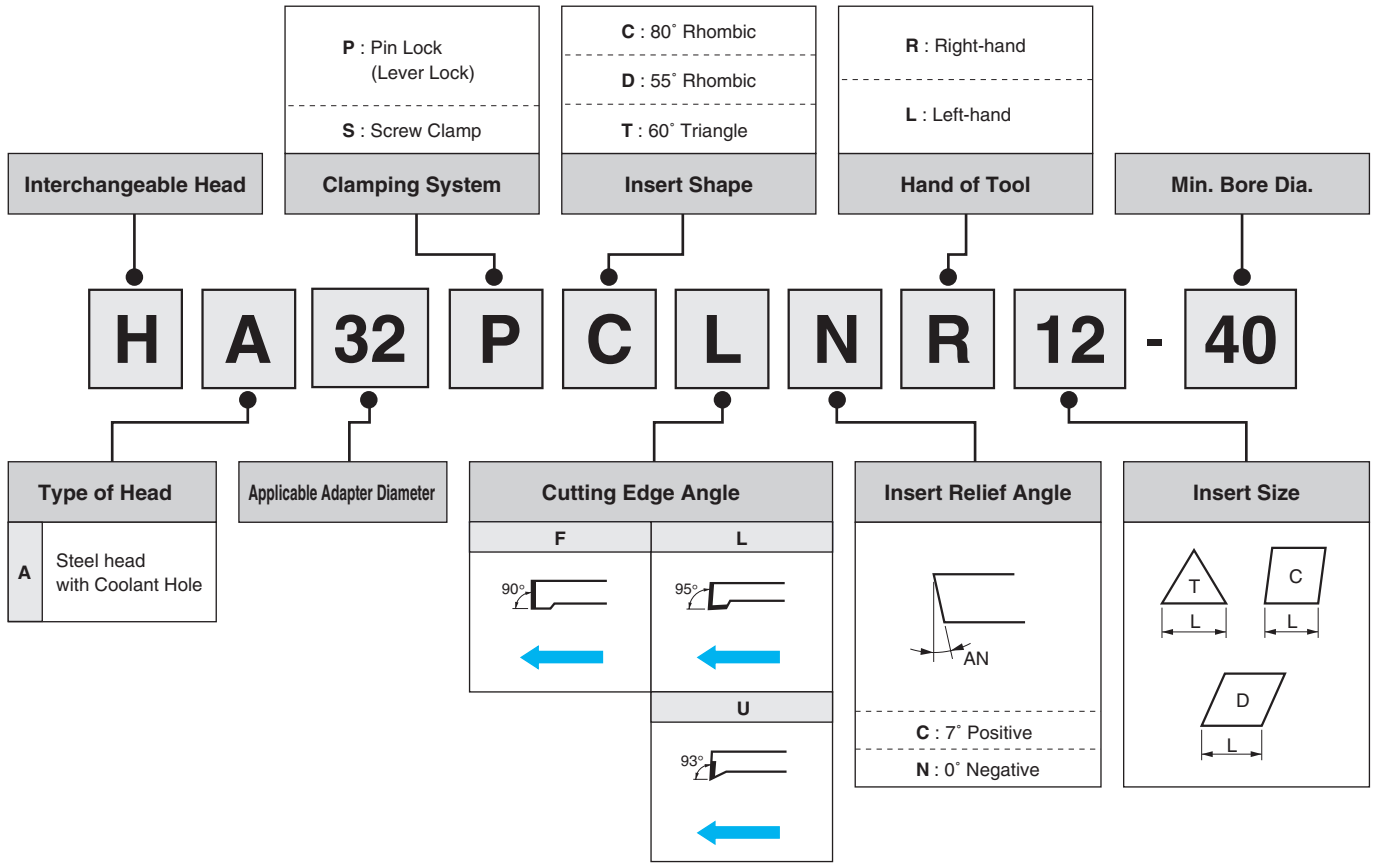 P : Pin Lock
(Lever Lock)
S : Screw Clamp
C : 80˚ Rhombic
D : 55˚ Rhombic
T : 60˚ Triangle
R : Right-hand
L : Left-hand
Interchangeable Head
Clamping System
Insert Shape
Hand of Tool
Min. Bore Dia.
H A 32 P C L N R 12 - 40
Type of Head
A
Steel head
with Coolant Hole
Applicable Adapter Diameter
Cutting Edge Angle
F
L
90°
95°
U
93°
Insert Relief Angle
AN
C : 7˚ Positive
N : 0˚ Negative
Insert Size
T
L
C
L
D
L